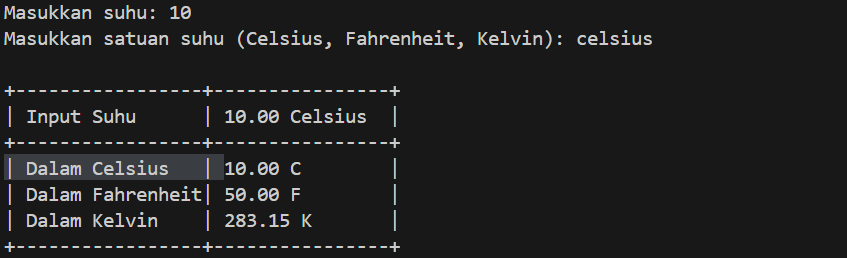 Masukkan suhu: 10
Masukkan satuan suhu (Celsius, Fahrenheit, Kelvin): celsius
+-----------------+----------------+
| Input Suhu      | 10.00 Celsius  |
+-----------------+----------------+
| Dalam Celsius   | 10.00 C        |
| Dalam Fahrenheit| 50.00 F        |
| Dalam Kelvin    | 283.15 K       |
+-----------------+----------------+